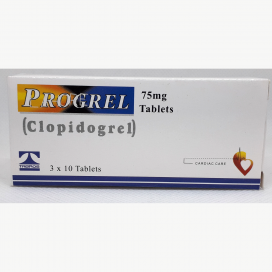 PROGREL
75mg
Tablets
(Clopidogrel)
3 x 10 Tablets
CARDIAC CARE